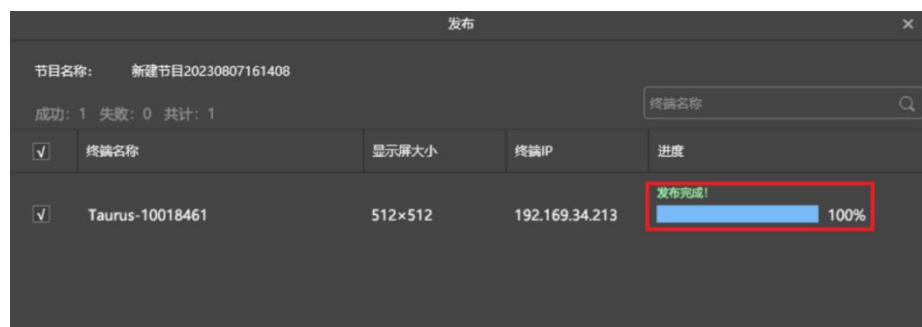 发布
节目名称： 新建节目20230807161408
成功：1 失败：0 共计：1
终端名称
终端名称 显示屏大小 终端IP 进度
发布完成！
Taurus-10018461 512×512 192.169.34.213 100%